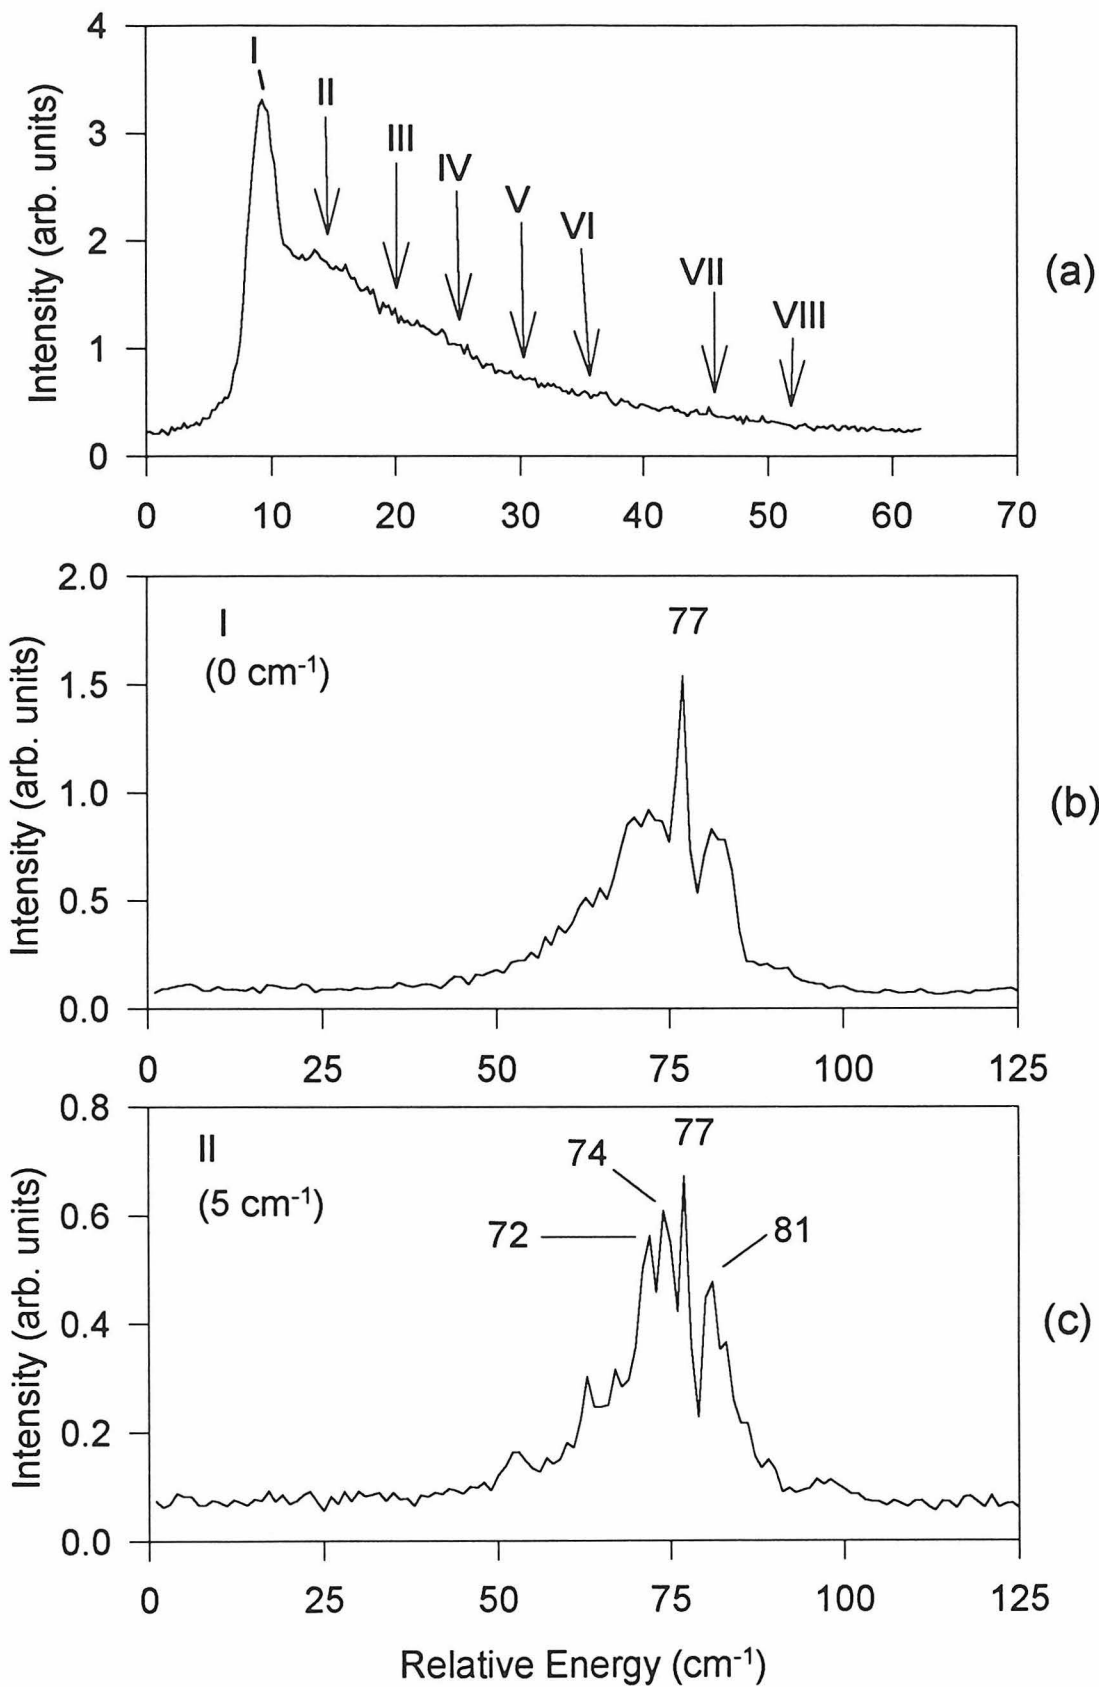 4
I
II
III
IV
V
VI
VII
VIII
3
2
1
0
Intensity (arb. units)
(a)
0 10 20 30 40 50 60 70
2.0
1.5
1.0
0.5
0.0
Intensity (arb. units)
I
(0 cm⁻¹)
77
(b)
0 25 50 75 100 125
0.8
0.6
0.4
0.2
0.0
Intensity (arb. units)
II
(5 cm⁻¹)
72
74
77
81
(c)
0 25 50 75 100 125
Relative Energy (cm⁻¹)